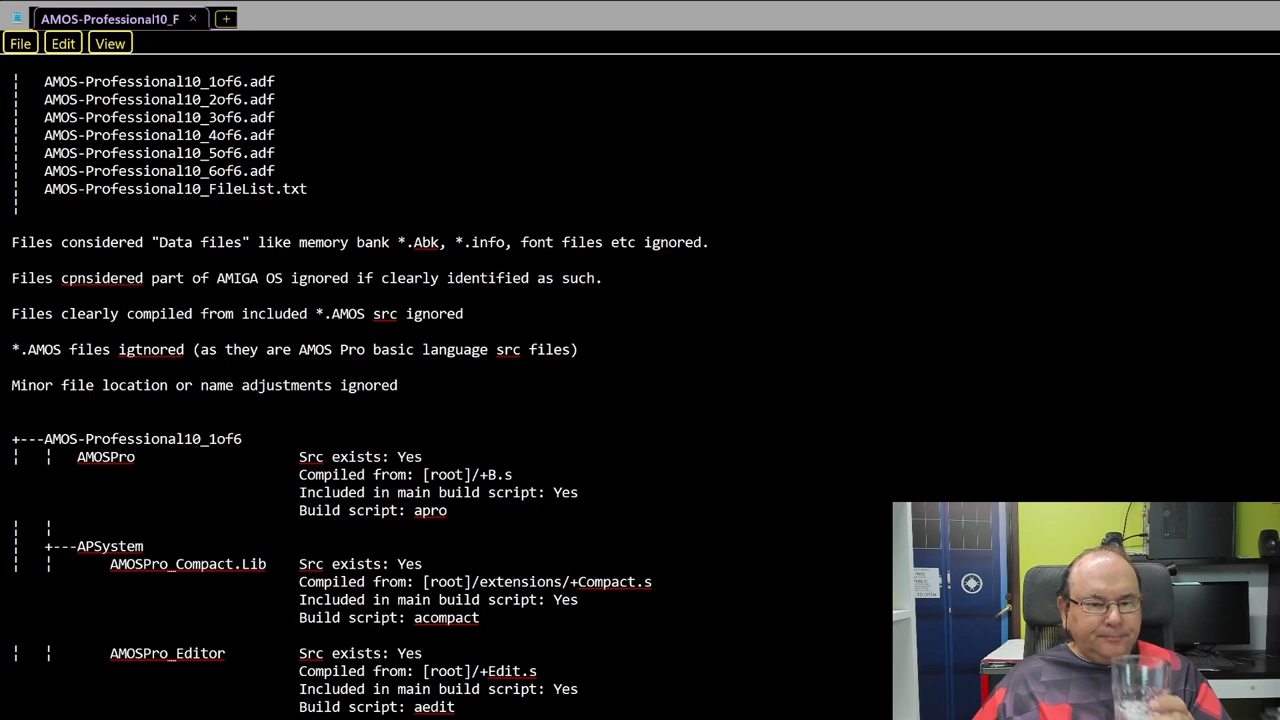 AMOS-Professional10_F
File Edit View
AMOS-Professional10_1of6.adf
AMOS-Professional10_2of6.adf
AMOS-Professional10_3of6.adf
AMOS-Professional10_4of6.adf
AMOS-Professional10_5of6.adf
AMOS-Professional10_6of6.adf
AMOS-Professional10_FileList.txt
Files considered "Data files" like memory bank *.Abk, *.info, font files etc ignored.
Files cpnsidered part of AMIGA OS ignored if clearly identified as such.
Files clearly compiled from included *.AMOS src ignored
*.AMOS files igtnored (as they are AMOS Pro basic language src files)
Minor file location or name adjustments ignored
+---AMOS-Professional10_1of6
¦ ¦ AMOSPro Src exists: Yes
Compiled from: [root]/+B.s
Included in main build script: Yes
Build script: apro
¦ ¦
¦ +---APSystem
¦ ¦ AMOSPro_Compact.Lib Src exists: Yes
Compiled from: [root]/extensions/+Compact.s
Included in main build script: Yes
Build script: acompact
¦ ¦ AMOSPro_Editor Src exists: Yes
Compiled from: [root]/+Edit.s
Included in main build script: Yes
Build script: aedit